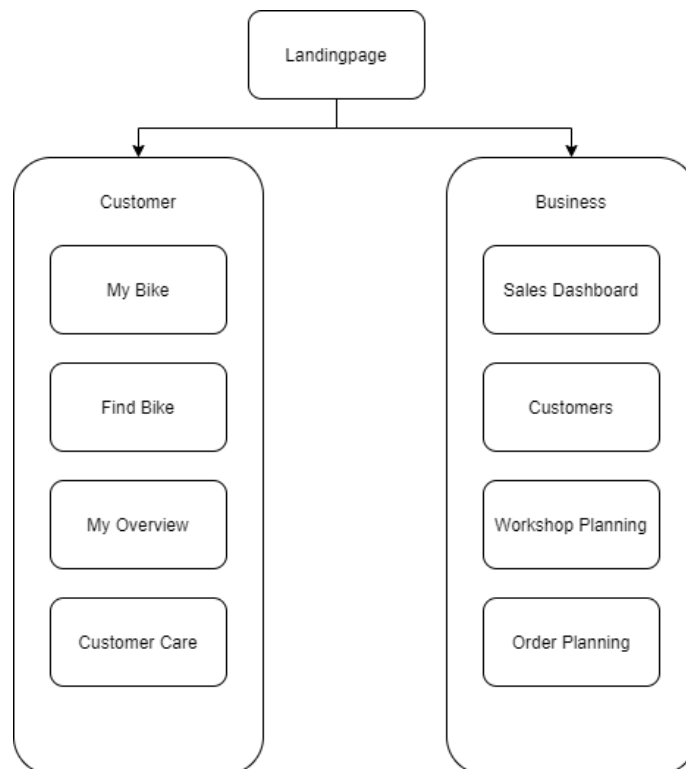 Landingpage
Customer
My Bike
Find Bike
My Overview
Customer Care
Business
Sales Dashboard
Customers
Workshop Planning
Order Planning